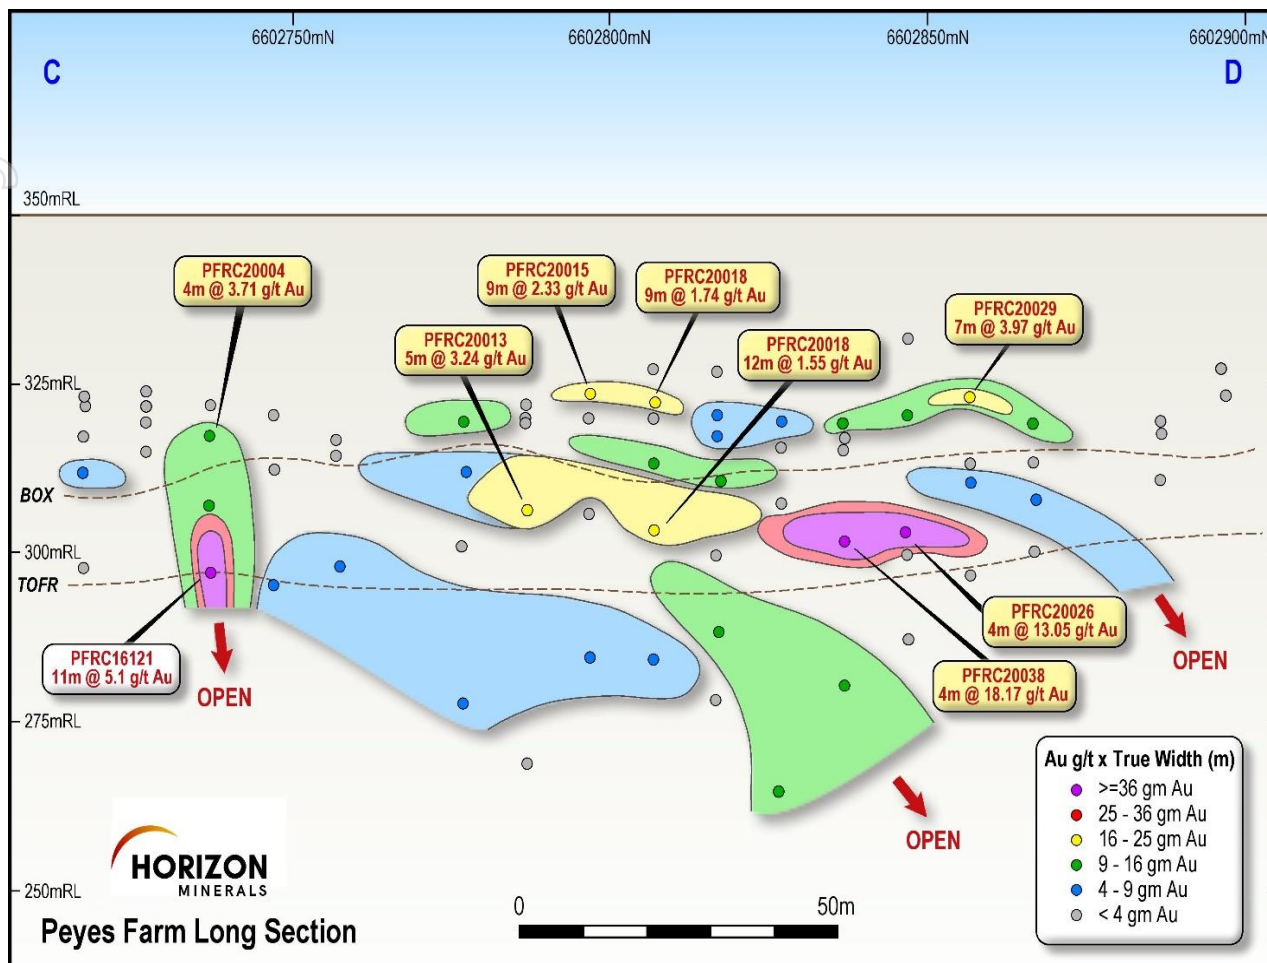 6602750mN
6602800mN
6602850mN
6602900mN
C
D
350mRL
PFRC20004
4m @ 3.71 g/t Au
PFRC20015
9m @ 2.33 g/t Au
PFRC20018
9m @ 1.74 g/t Au
PFRC20029
7m @ 3.97 g/t Au
PFRC20013
5m @ 3.24 g/t Au
PFRC20018
12m @ 1.55 g/t Au
325mRL
BOX
300mRL
TOFR
PFRC20026
4m @ 13.05 g/t Au
PFRC16121
11m @ 5.1 g/t Au
OPEN
PFRC20038
4m @ 18.17 g/t Au
OPEN
275mRL
OPEN
Au g/t x True Width (m)
>=36 gm Au
25 - 36 gm Au
16 - 25 gm Au
9 - 16 gm Au
4 - 9 gm Au
< 4 gm Au
HORIZON
MINERALS
250mRL
0
50m
Peyes Farm Long Section